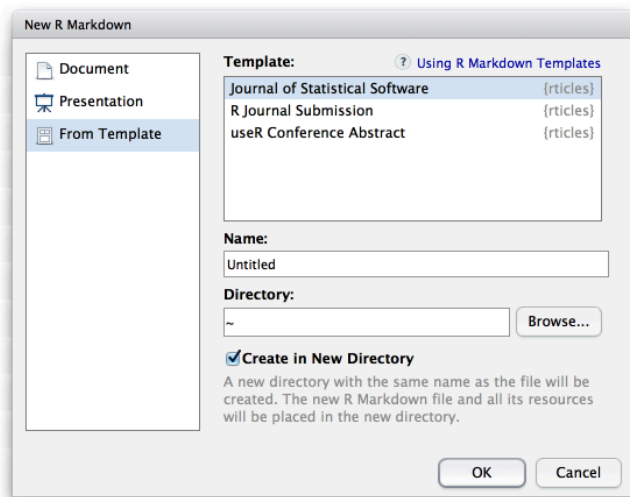 New R Markdown
Document
Presentation
From Template
Template:
? Using R Markdown Templates
Journal of Statistical Software {rticles}
R Journal Submission {rticles}
useR Conference Abstract {rticles}
Name:
Untitled
Directory:
~
Browse...
Create in New Directory
A new directory with the same name as the file will be
created. The new R Markdown file and all its resources
will be placed in the new directory.
OK
Cancel